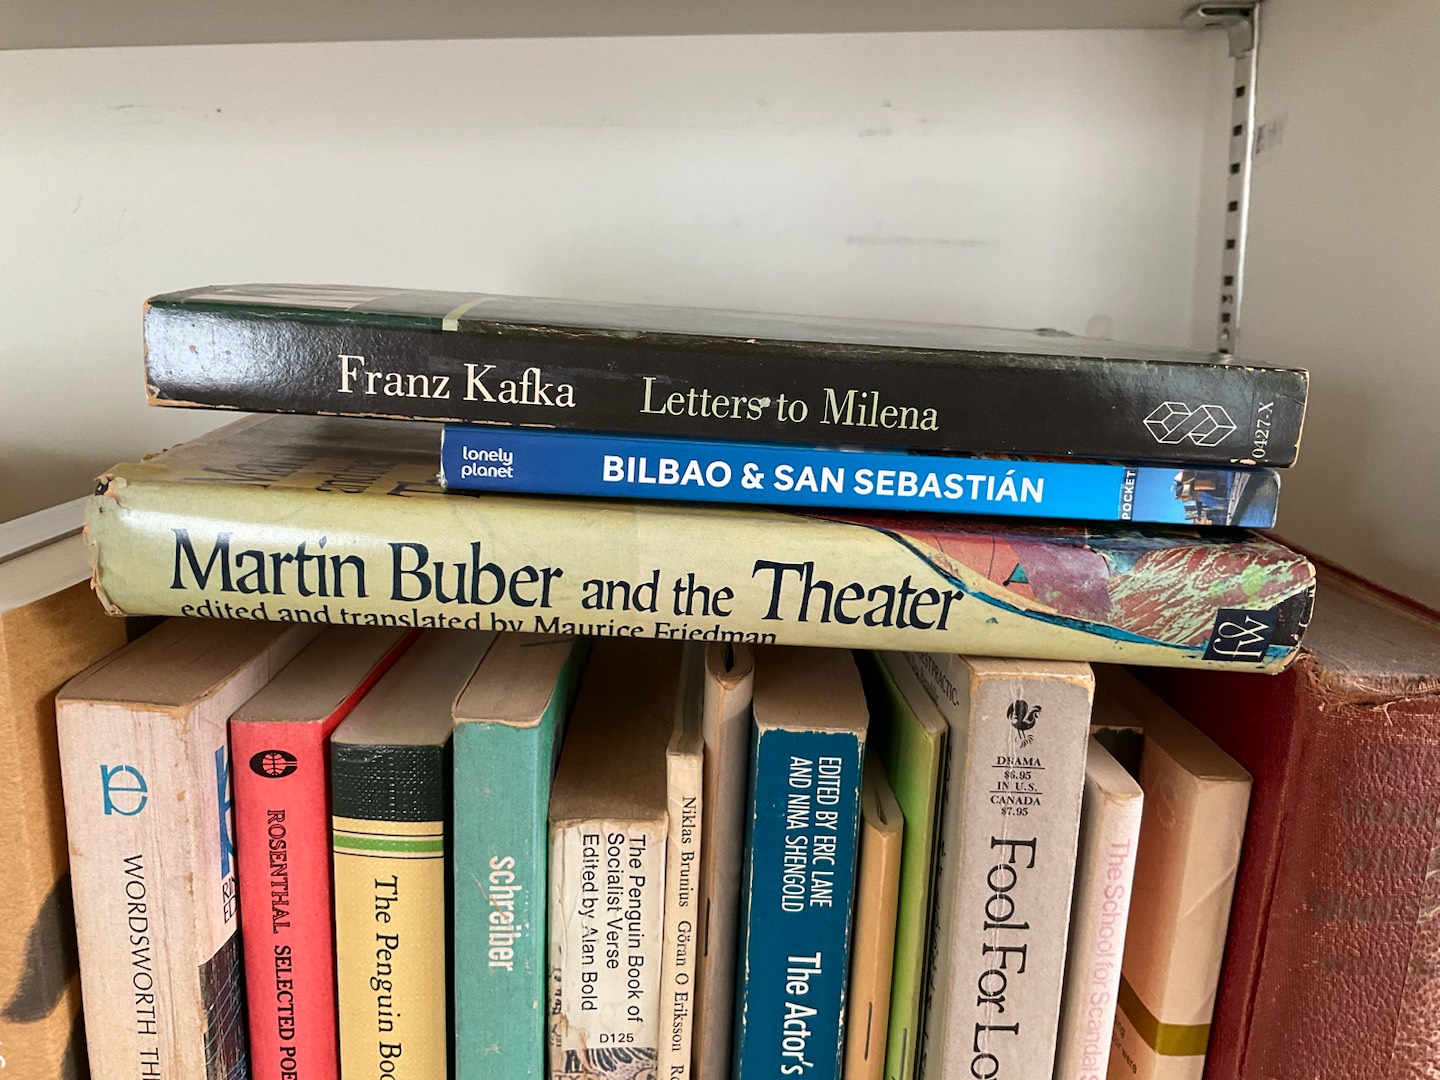 Franz Kafka Letters to Milena
0427-X
lonely
planet
BILBAO & SAN SEBASTIÁN
POCKET
Martin Buber and the Theater
edited and translated by Maurice Friedman
fw
WORDSWORTH TH
ROSENTHAL SELECTED POE
The Penguin Boo
schreiber
The Penguin Book of
Socialist Verse
Edited by Alan Bold
D125
Niklas Brunius Göran O Eriksson R
EDITED BY ERIC LANE
AND NINA SHENGOLD
The Actor's
DRAMA
$6.95
IN U.S.
CANADA
$7.95
Fool For Lo
The School for Scandal S